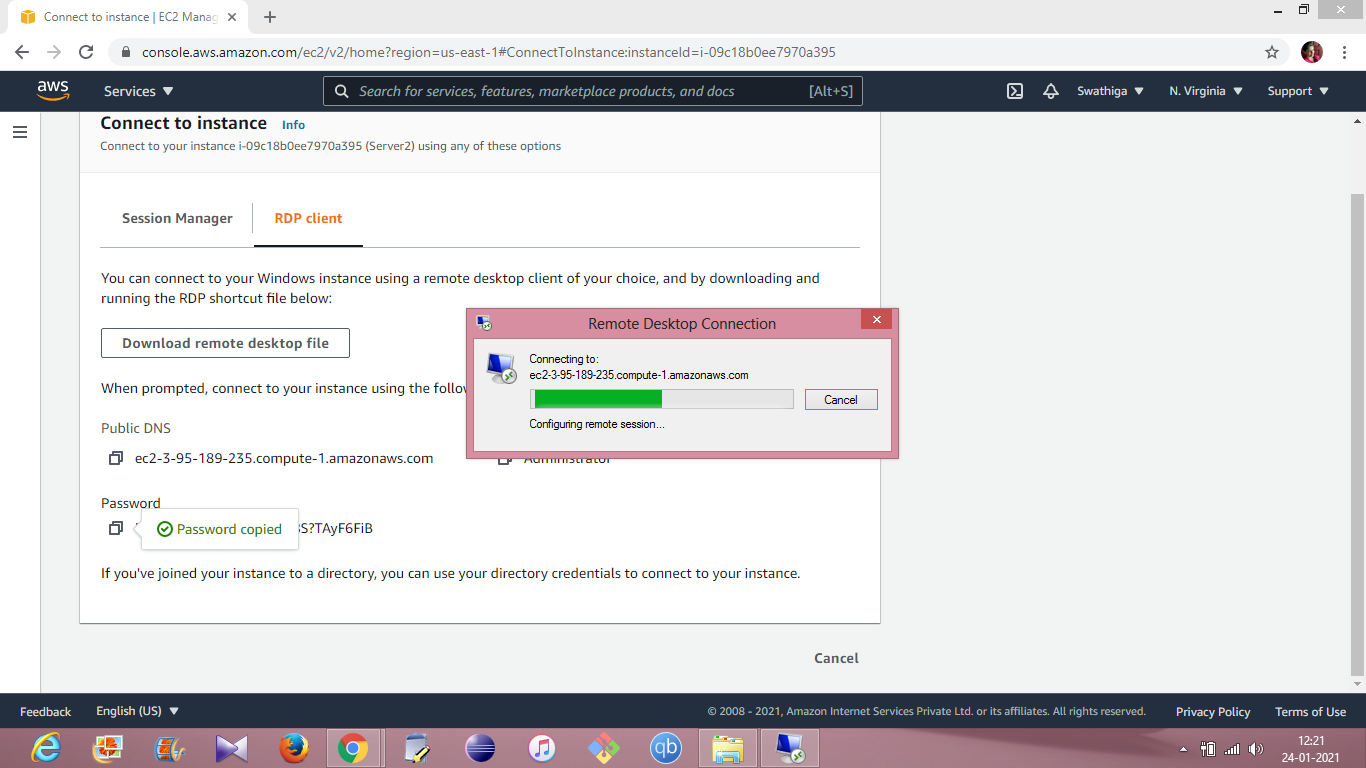 Connect to instance | EC2 Manag
console.aws.amazon.com/ec2/v2/home?region=us-east-1#ConnectToInstance:instanceId=i-09c18b0ee7970a395
aws Services Search for services, features, marketplace products, and docs [Alt+S] Swathiga N. Virginia Support
Connect to instance Info
Connect to your instance i-09c18b0ee7970a395 (Server2) using any of these options
Session Manager RDP client
You can connect to your Windows instance using a remote desktop client of your choice, and by downloading and
running the RDP shortcut file below:
Download remote desktop file
When prompted, connect to your instance using the
Remote Desktop Connection
Connecting to:
ec2-3-95-189-235.compute-1.amazonaws.com
Cancel
Configuring remote session...
Public DNS
ec2-3-95-189-235.compute-1.amazonaws.com Administrator
Password
Password copied S?TAyF6FiB
If you've joined your instance to a directory, you can use your directory credentials to connect to your instance.
Cancel
Feedback English (US) © 2008 - 2021, Amazon Internet Services Private Ltd. or its affiliates. All rights reserved. Privacy Policy Terms of Use
qb
12:21
24-01-2021